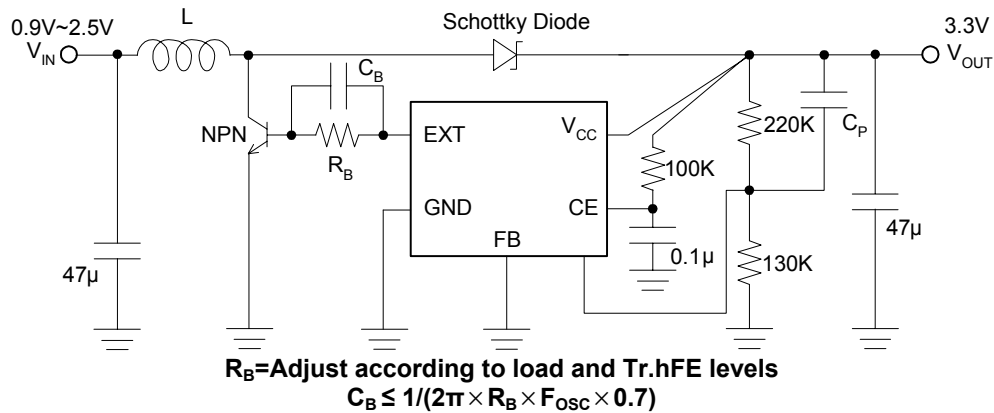 0.9V~2.5V
V_IN
L
Schottky Diode
3.3V
V_OUT
C_B
NPN
R_B
EXT
V_CC
GND
CE
FB
100K
0.1µ
220K
C_P
130K
47µ
47µ
R_B=Adjust according to load and Tr.hFE levels
C_B ≤ 1/(2π × R_B × F_OSC × 0.7)